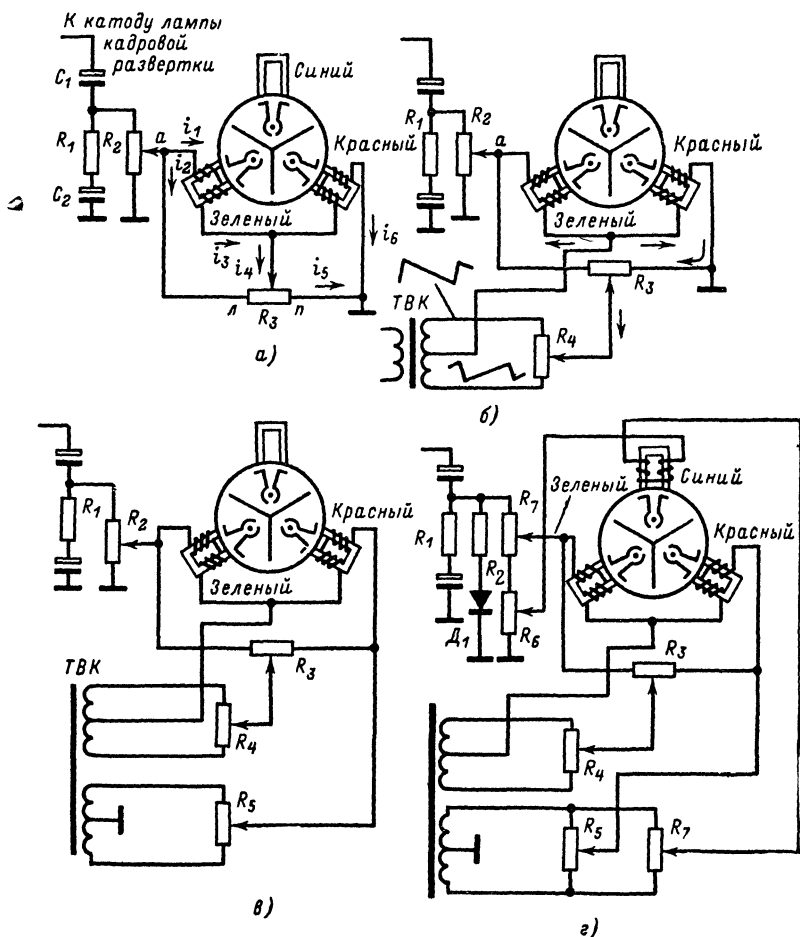 К катоду лампы
кадровой
развертки
C₁
R₁
R₂
C₂
a
i₁
i₂
Синий
Красный
Зеленый
i₃
i₄
i₅
i₆
л
R₃
п
а)
R₁
R₂
a
Красный
Зеленый
R₃
ТВК
R₄
б)
R₁
R₂
Красный
Зеленый
R₃
ТВК
R₄
R₅
в)
R₁
R₂
R₇
Зеленый
Синий
Красный
Д₁
R₆
R₃
R₄
R₅
R₇
г)